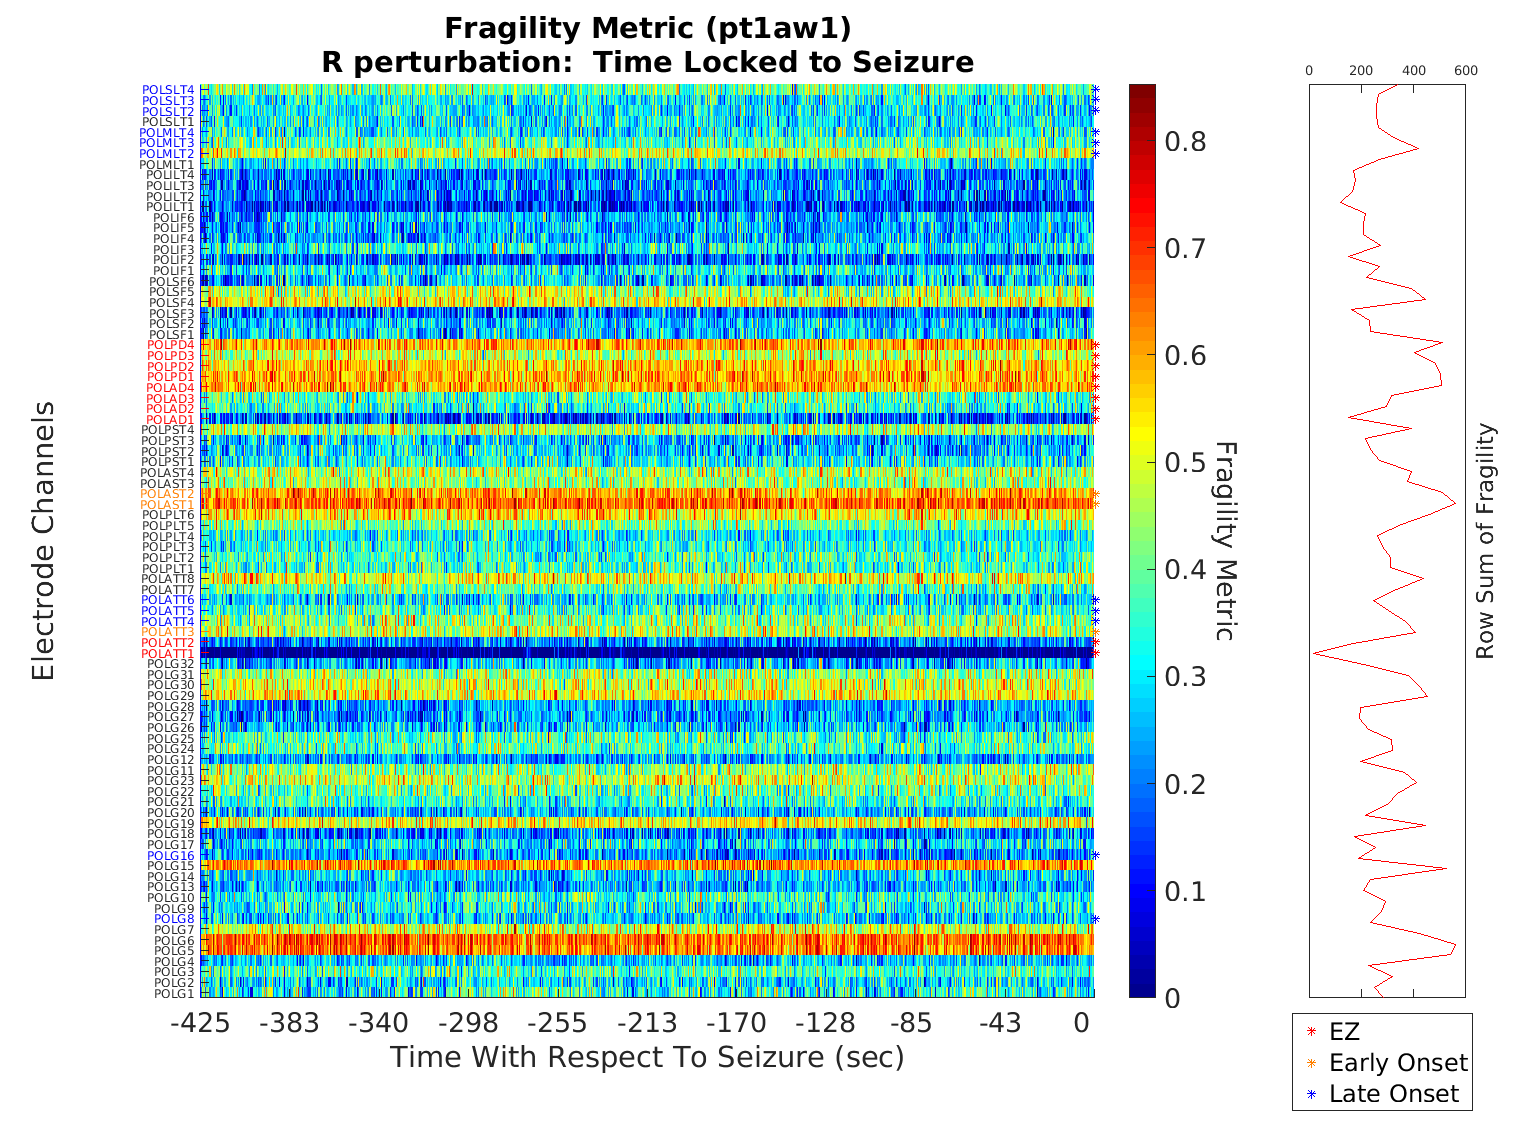 Fragility Metric (pt1aw1)
R perturbation:  Time Locked to Seizure
Electrode Channels
POLSLT4
POLSLT3
POLSLT2
POLSLT1
POLMLT4
POLMLT3
POLMLT2
POLMLT1
POLILT4
POLILT3
POLILT2
POLILT1
POLIF6
POLIF5
POLIF4
POLIF3
POLIF2
POLIF1
POLSF6
POLSF5
POLSF4
POLSF3
POLSF2
POLSF1
POLPD4
POLPD3
POLPD2
POLPD1
POLAD4
POLAD3
POLAD2
POLAD1
POLPST4
POLPST3
POLPST2
POLPST1
POLAST4
POLAST3
POLAST2
POLAST1
POLPLT6
POLPLT5
POLPLT4
POLPLT3
POLPLT2
POLPLT1
POLATT8
POLATT7
POLATT6
POLATT5
POLATT4
POLATT3
POLATT2
POLATT1
POLG32
POLG31
POLG30
POLG29
POLG28
POLG27
POLG26
POLG25
POLG24
POLG12
POLG11
POLG23
POLG22
POLG21
POLG20
POLG19
POLG18
POLG17
POLG16
POLG15
POLG14
POLG13
POLG10
POLG9
POLG8
POLG7
POLG6
POLG5
POLG4
POLG3
POLG2
POLG1
-425 -383 -340 -298 -255 -213 -170 -128 -85 -43 0
Time With Respect To Seizure (sec)
0.8
0.7
0.6
0.5
0.4
0.3
0.2
0.1
0
Fragility Metric
0 200 400 600
Row Sum of Fragility
EZ
Early Onset
Late Onset